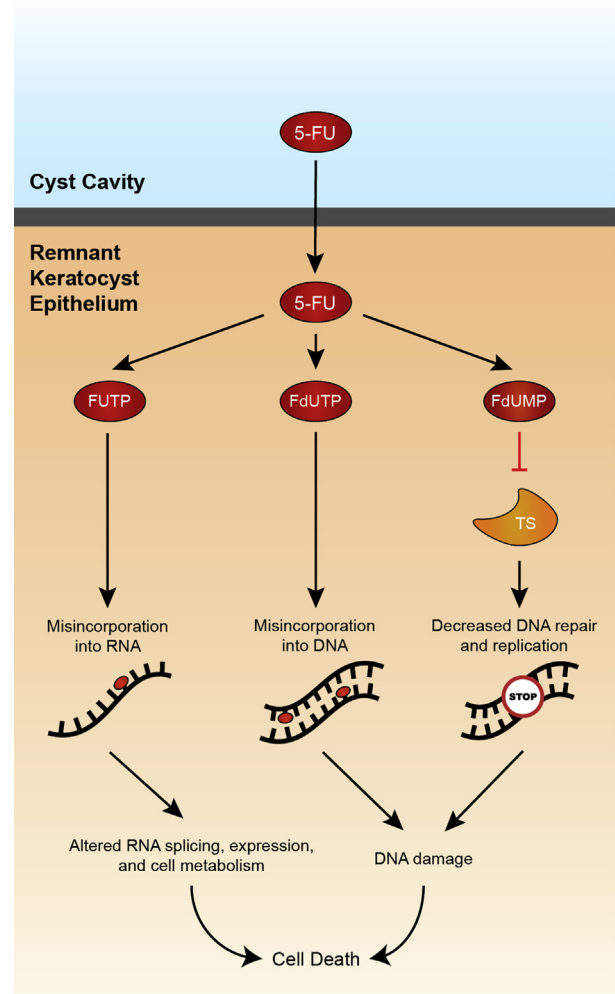 5-FU
Cyst Cavity
Remnant
Keratocyst
Epithelium
5-FU
FUTP
FdUTP
FdUMP
TS
Misincorporation
into RNA
Misincorporation
into DNA
Decreased DNA repair
and replication
STOP
Altered RNA splicing, expression,
and cell metabolism
DNA damage
Cell Death